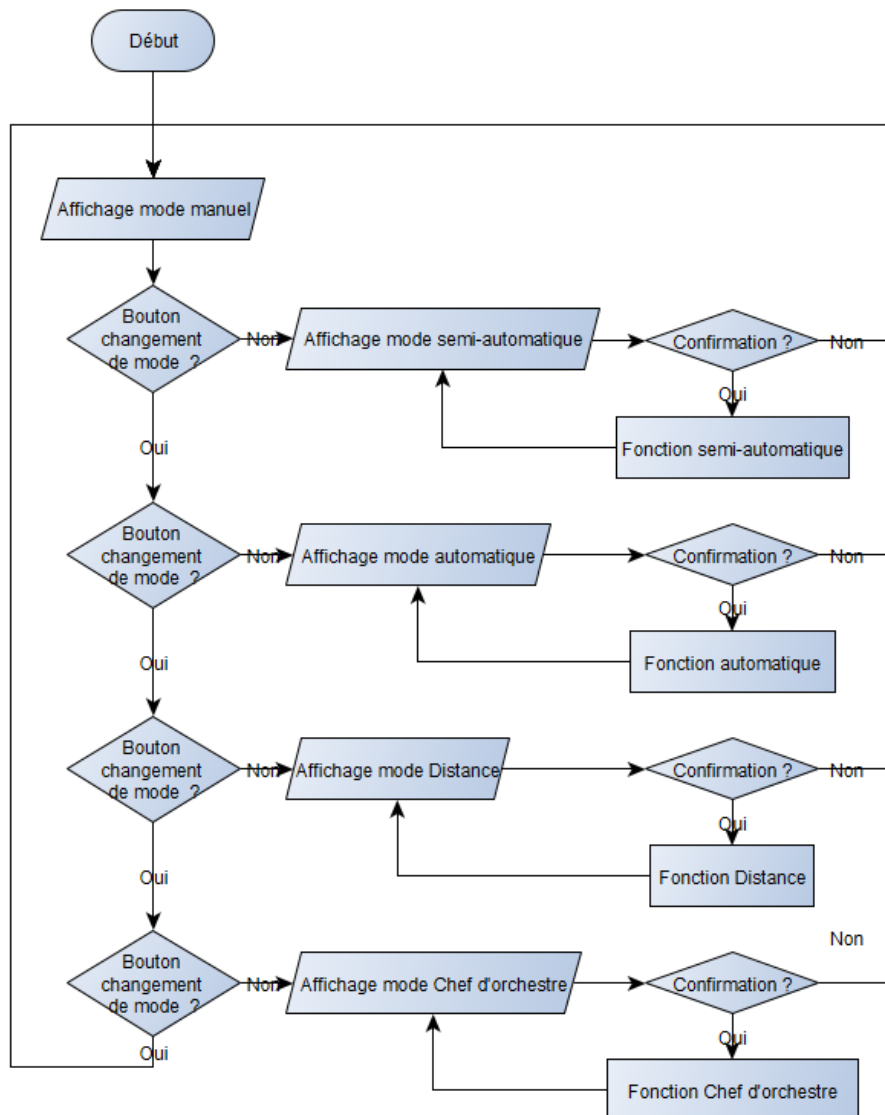 Début
Affichage mode manuel
Bouton
changement
de mode ?
Non
Affichage mode semi-automatique
Confirmation ?
Non
Oui
Fonction semi-automatique
Oui
Bouton
changement
de mode ?
Non
Affichage mode automatique
Confirmation ?
Non
Oui
Fonction automatique
Oui
Bouton
changement
de mode ?
Non
Affichage mode Distance
Confirmation ?
Non
Oui
Fonction Distance
Oui
Bouton
changement
de mode ?
Non
Affichage mode Chef d'orchestre
Confirmation ?
Non
Oui
Fonction Chef d'orchestre
Oui